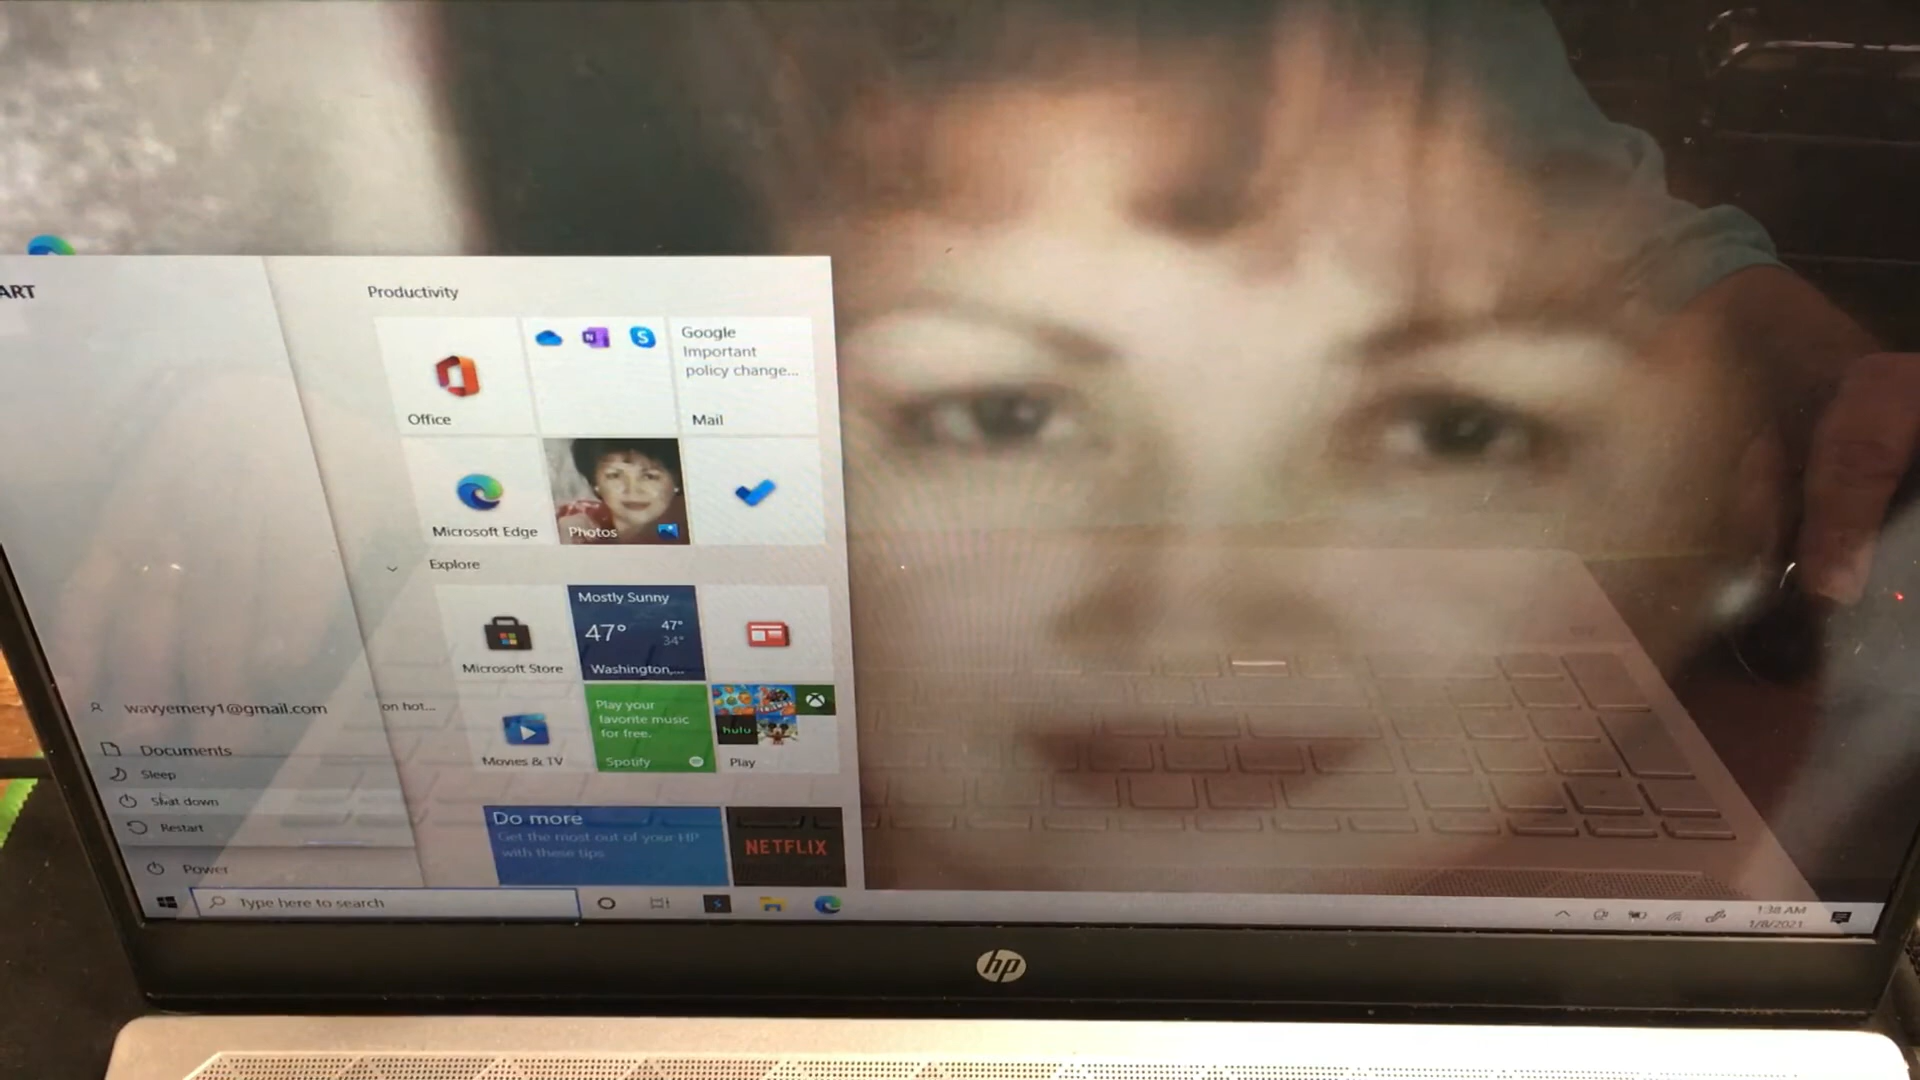 ART
Productivity
Office
Google
Important
policy change...
Mail
Microsoft Edge
Photos
Explore
Microsoft Store
Mostly Sunny
47°
47°
34°
Washington,...
Movies & TV
Play your
favorite music
for free.
Spotify
hulu
Play
wavyemery1@gmail.com
on hot...
Documents
Sleep
Shut down
Restart
Power
Do more
Get the most out of your HP
with these tips
NETFLIX
Type here to search
1:38 AM
1/8/2021
hp